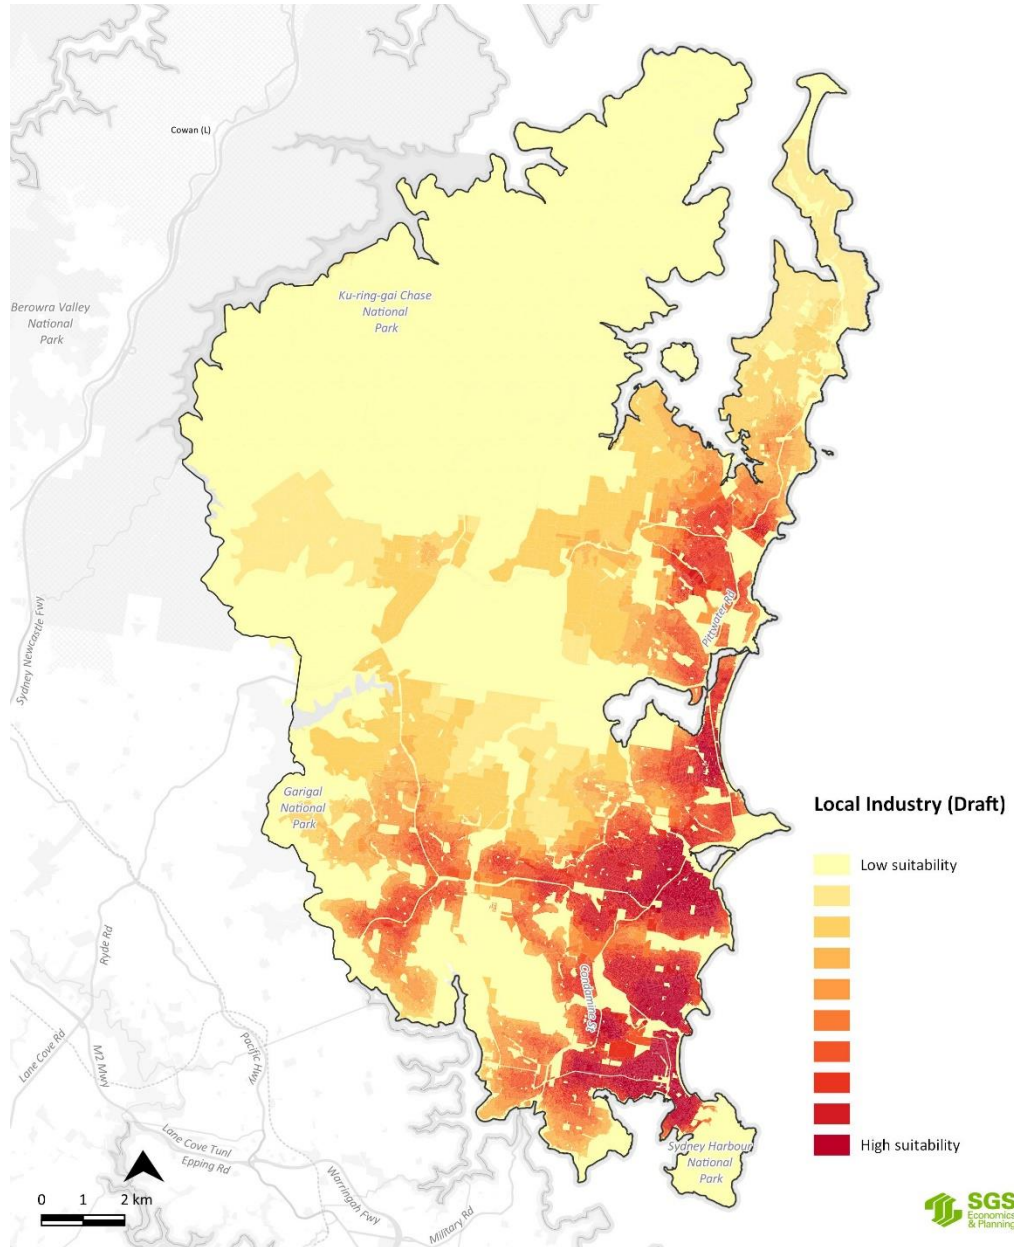 Cowan (L)
Ku-ring-gai Chase
National
Park
Berowra Valley
National
Park
Sydney Newcastle Fwy
Pittwater Rd
Garigal
National
Park
Local Industry (Draft)
Low suitability
High suitability
Ryde Rd
Condamine St
Lane Cove Rd
M2 Mwy
Pacific Hwy
Lane Cove Tunl
Epping Rd
Warringah Fwy
Military Rd
Sydney Harbour
National
Park
0 1 2 km
SGS
Economics
& Planning